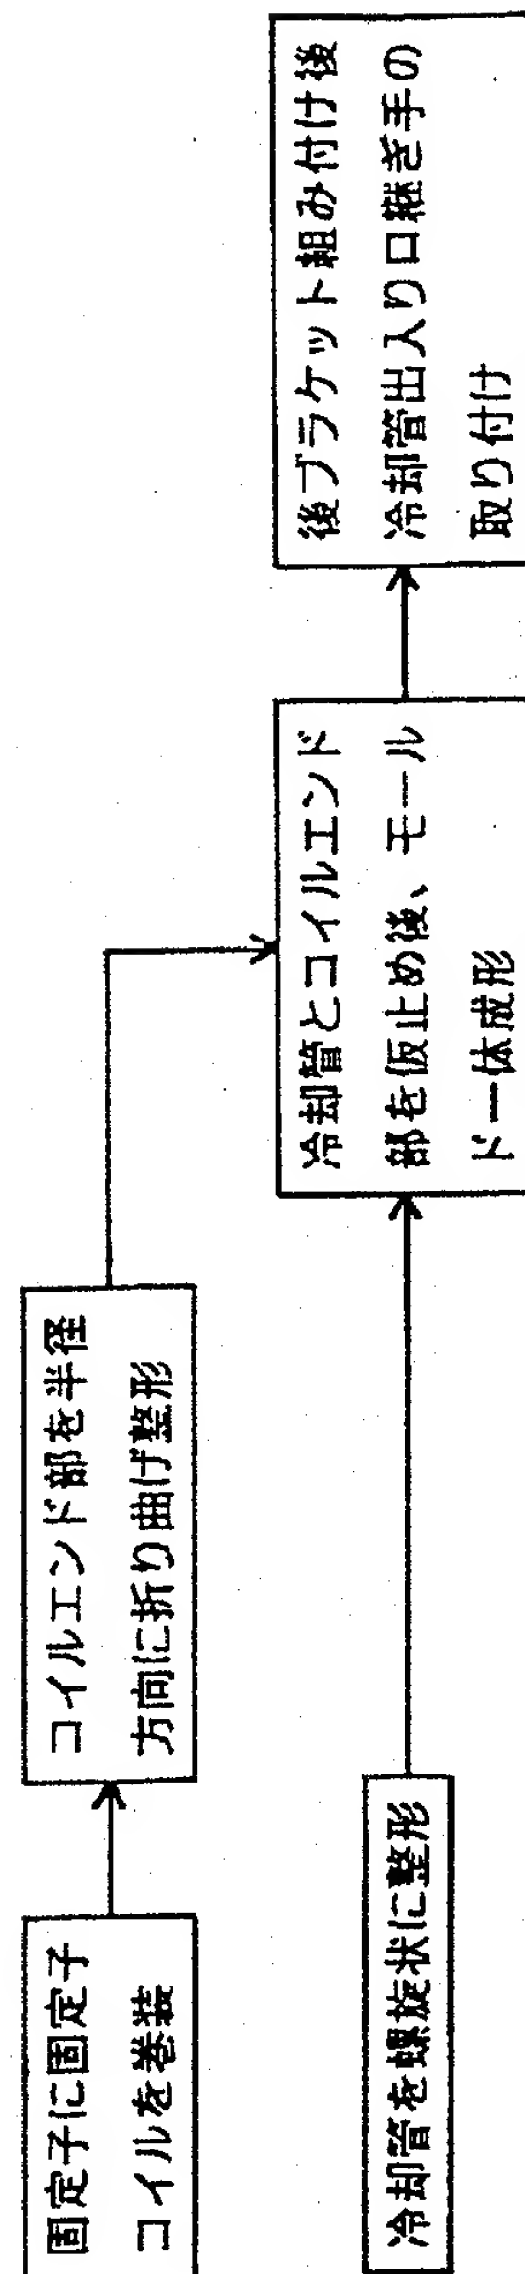 固定子に固定子
コイルを巻装
コイルエンド部を半径
方向に折り曲げ整形
冷却管を螺旋状に整形
冷却管とコイルエンド
部を仮止め後、モール
ド一体成形
後ブラケット組み付け後
冷却管出入り口継ぎ手の
取り付け